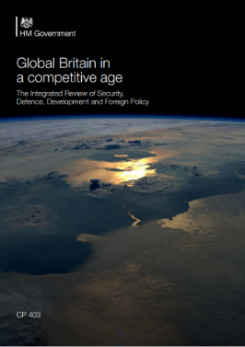 HM Government
Global Britain in
a competitive age
The Integrated Review of Security,
Defence, Development and Foreign Policy
CP 403